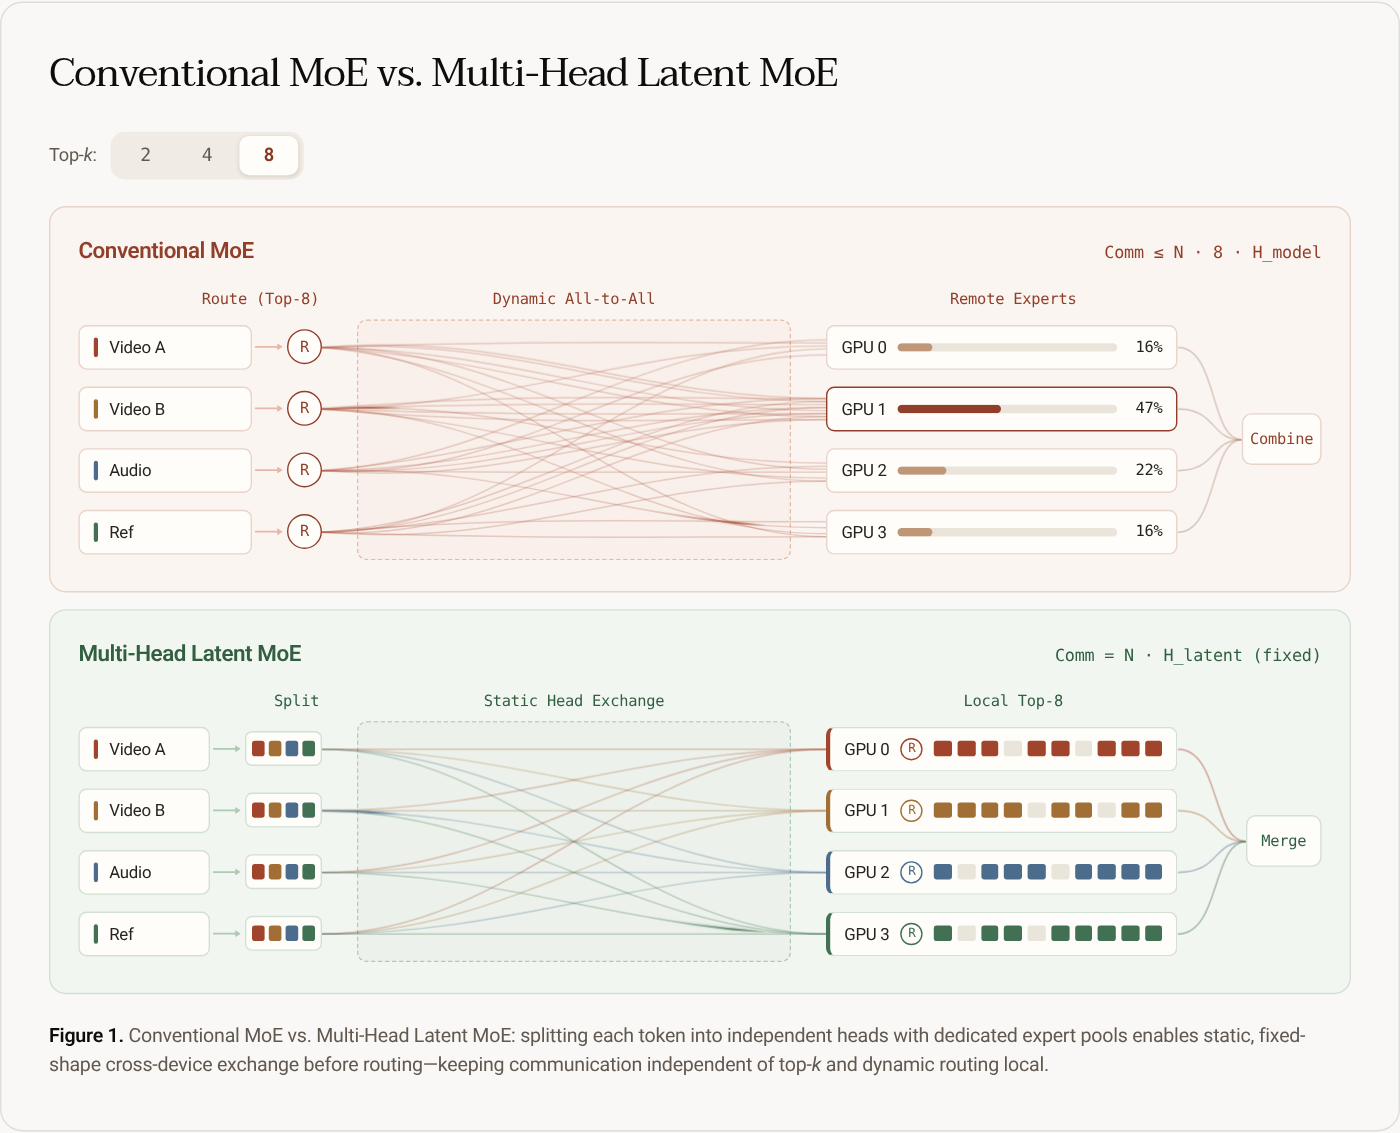 Conventional MoE vs. Multi-Head Latent MoE
Top-k: 2 4 8
Conventional MoE
Comm ≤ N · 8 · H_model
Route (Top-8)
Dynamic All-to-All
Remote Experts
Video A R GPU 0 16%
Video B R GPU 1 47%
Audio R GPU 2 22%
Ref R GPU 3 16%
Combine
Multi-Head Latent MoE
Comm = N · H_latent (fixed)
Split
Static Head Exchange
Local Top-8
Video A GPU 0 R
Video B GPU 1 R
Audio GPU 2 R
Ref GPU 3 R
Merge
Figure 1. Conventional MoE vs. Multi-Head Latent MoE: splitting each token into independent heads with dedicated expert pools enables static, fixed-
shape cross-device exchange before routing—keeping communication independent of top-k and dynamic routing local.